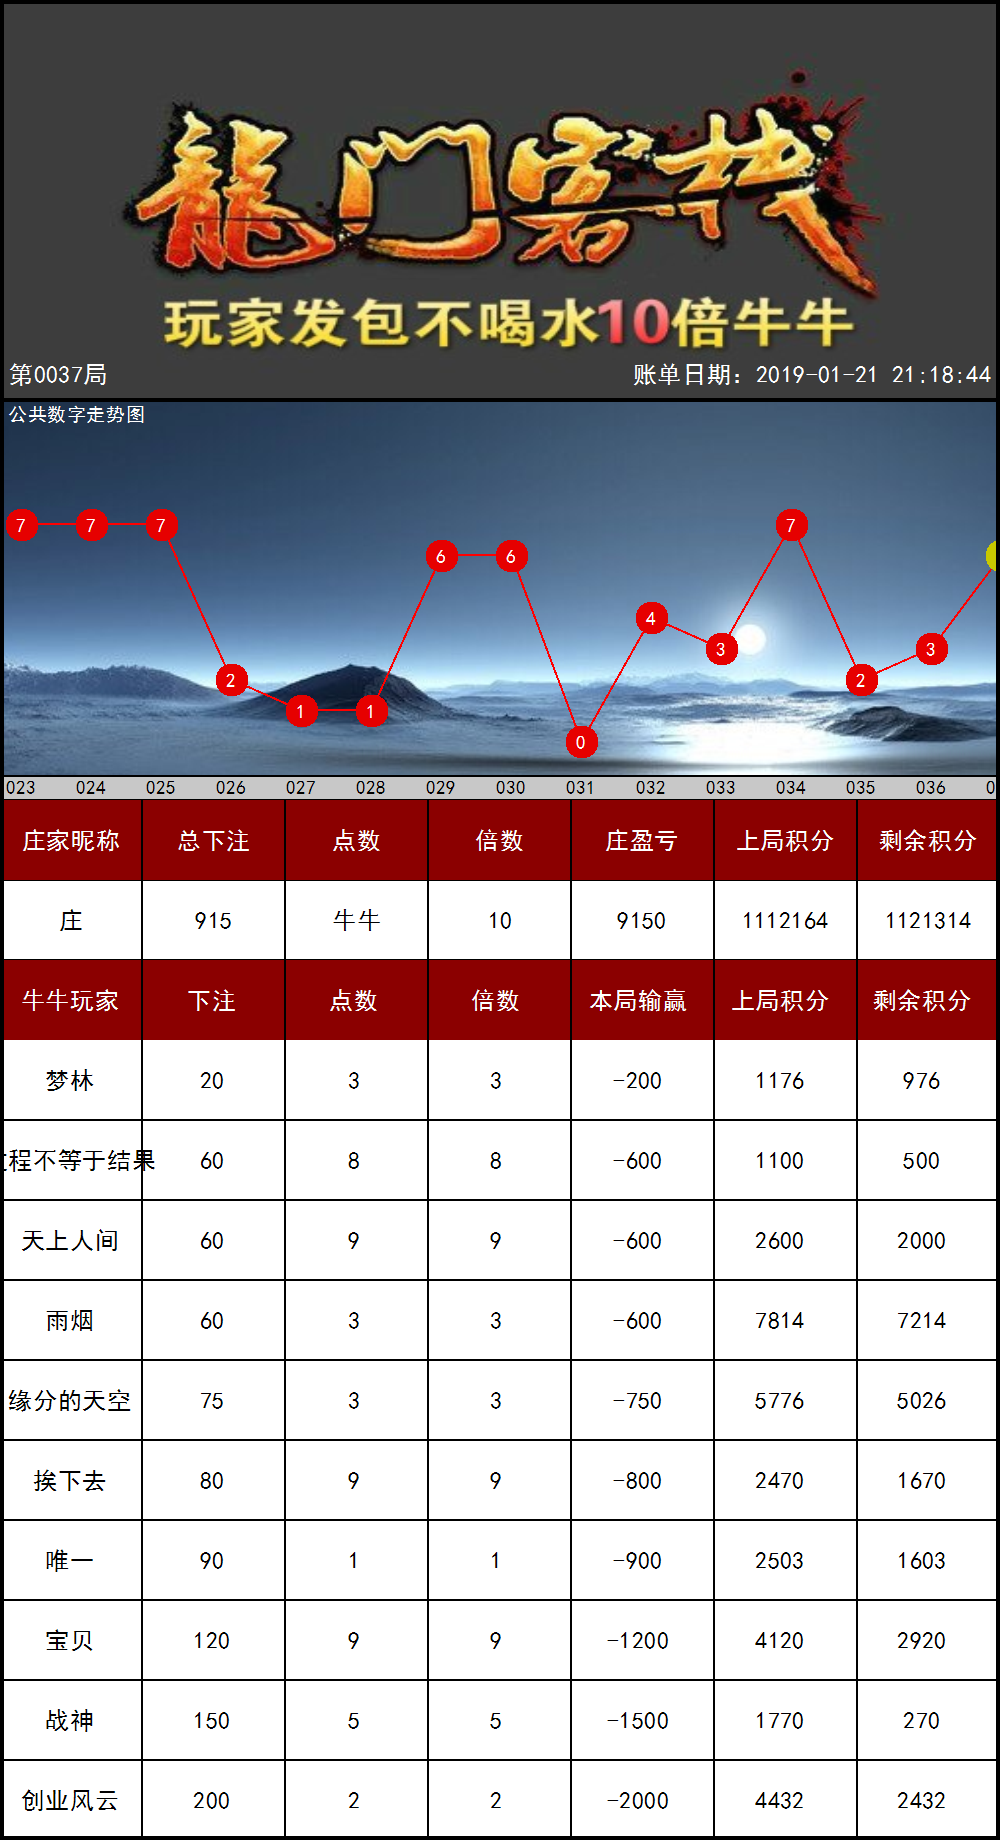 龍门客栈
玩家发包不喝水10倍牛牛
第0037局 账单日期：2019-01-21 21:18:44
公共数字走势图
7 7 7 2 1 1 6 6 0 4 3 7 2 3
023 024 025 026 027 028 029 030 031 032 033 034 035 036 0
庄家昵称 总下注 点数 倍数 庄盈亏 上局积分 剩余积分
庄 915 牛牛 10 9150 1112164 1121314
牛牛玩家 下注 点数 倍数 本局输赢 上局积分 剩余积分
梦林 20 3 3 -200 1176 976
程不等于结果 60 8 8 -600 1100 500
天上人间 60 9 9 -600 2600 2000
雨烟 60 3 3 -600 7814 7214
缘分的天空 75 3 3 -750 5776 5026
挨下去 80 9 9 -800 2470 1670
唯一 90 1 1 -900 2503 1603
宝贝 120 9 9 -1200 4120 2920
战神 150 5 5 -1500 1770 270
创业风云 200 2 2 -2000 4432 2432